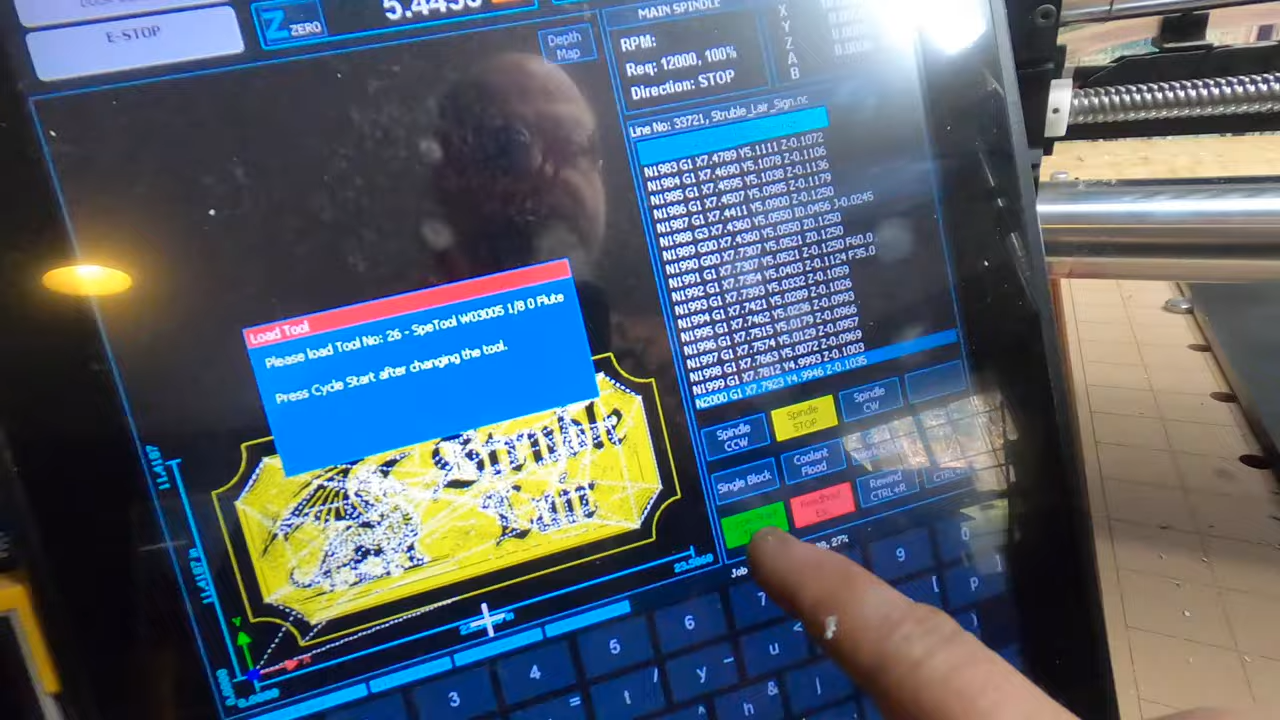 E-STOP
Z ZERO
Depth
Map
MAIN SPINDLE
RPM:
Req: 12000, 100%
Direction: STOP
X
Y
Z
A
B
Line No: 33721, Struble_Lair_Sign.nc
N1983 G1 X7.4789 Y5.1111 Z-0.1072
N1984 G1 X7.4690 Y5.1078 Z-0.1106
N1985 G1 X7.4595 Y5.1038 Z-0.1136
N1986 G1 X7.4507 Y5.0985 Z-0.1179
N1987 G1 X7.4411 Y5.0900 Z-0.1250
N1988 G3 X7.4360 Y5.0550 I0.0456 J-0.0245
N1989 G00 X7.4360 Y5.0550 Z0.1250
N1990 G00 X7.7307 Y5.0521 Z0.1250
N1991 G1 X7.7307 Y5.0521 Z-0.1250 F60.0
N1992 G1 X7.7354 Y5.0403 Z-0.1124 F35.0
N1993 G1 X7.7393 Y5.0332 Z-0.1059
N1994 G1 X7.7421 Y5.0289 Z-0.1026
N1995 G1 X7.7462 Y5.0236 Z-0.0993
N1996 G1 X7.7515 Y5.0179 Z-0.0966
N1997 G1 X7.7574 Y5.0129 Z-0.0957
N1998 G1 X7.7663 Y5.0072 Z-0.0969
N1999 G1 X7.7812 Y4.9993 Z-0.1003
N2000 G1 X7.7923 Y4.9946 Z-0.1035
Load Tool
Please load Tool No: 26 - SpeTool W03005 1/8 0 Flute
Press Cycle Start after changing the tool.
Struble
Lair
Spindle
CCW
Spindle
STOP
Spindle
CW
Single Block
Coolant
Flood
Rewind
CTRL+R
27%
Job
23.5060
Y
X
0.0000
3
4
5
6
7
9
0
=
t
/
y
-
u
<
[
p
h
&
j